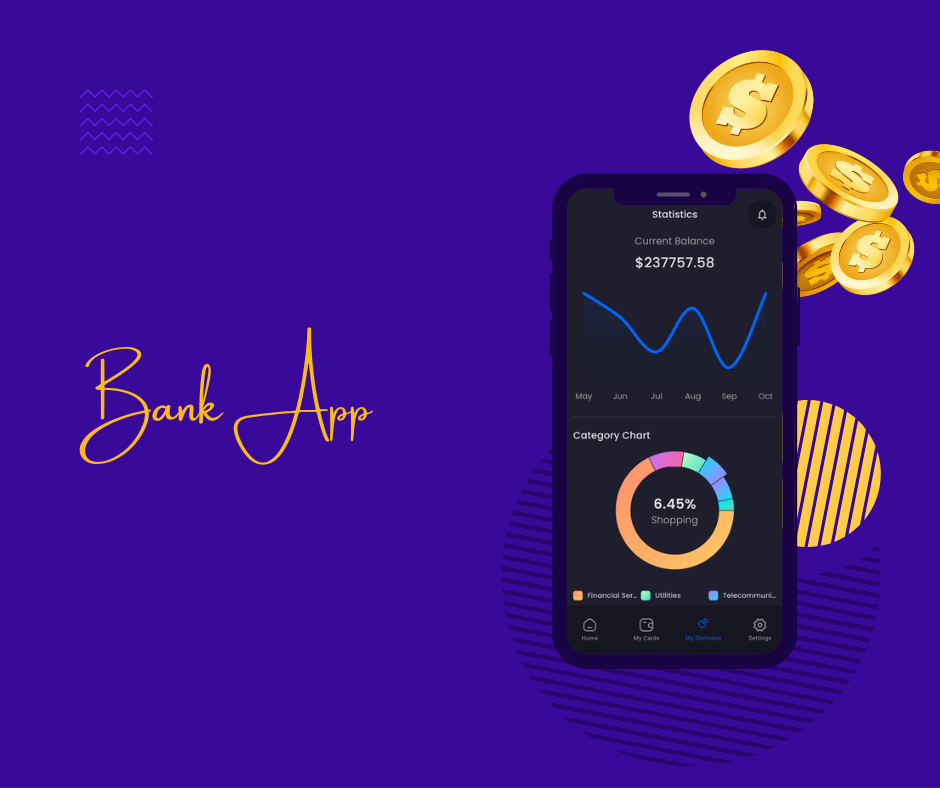 Bank App
Statistics
Current Balance
$237757.58
May Jun Jul Aug Sep Oct
Category Chart
6.45%
Shopping
Financial Ser... Utilities Telecommuni...
Home My Cards My Statistics Settings